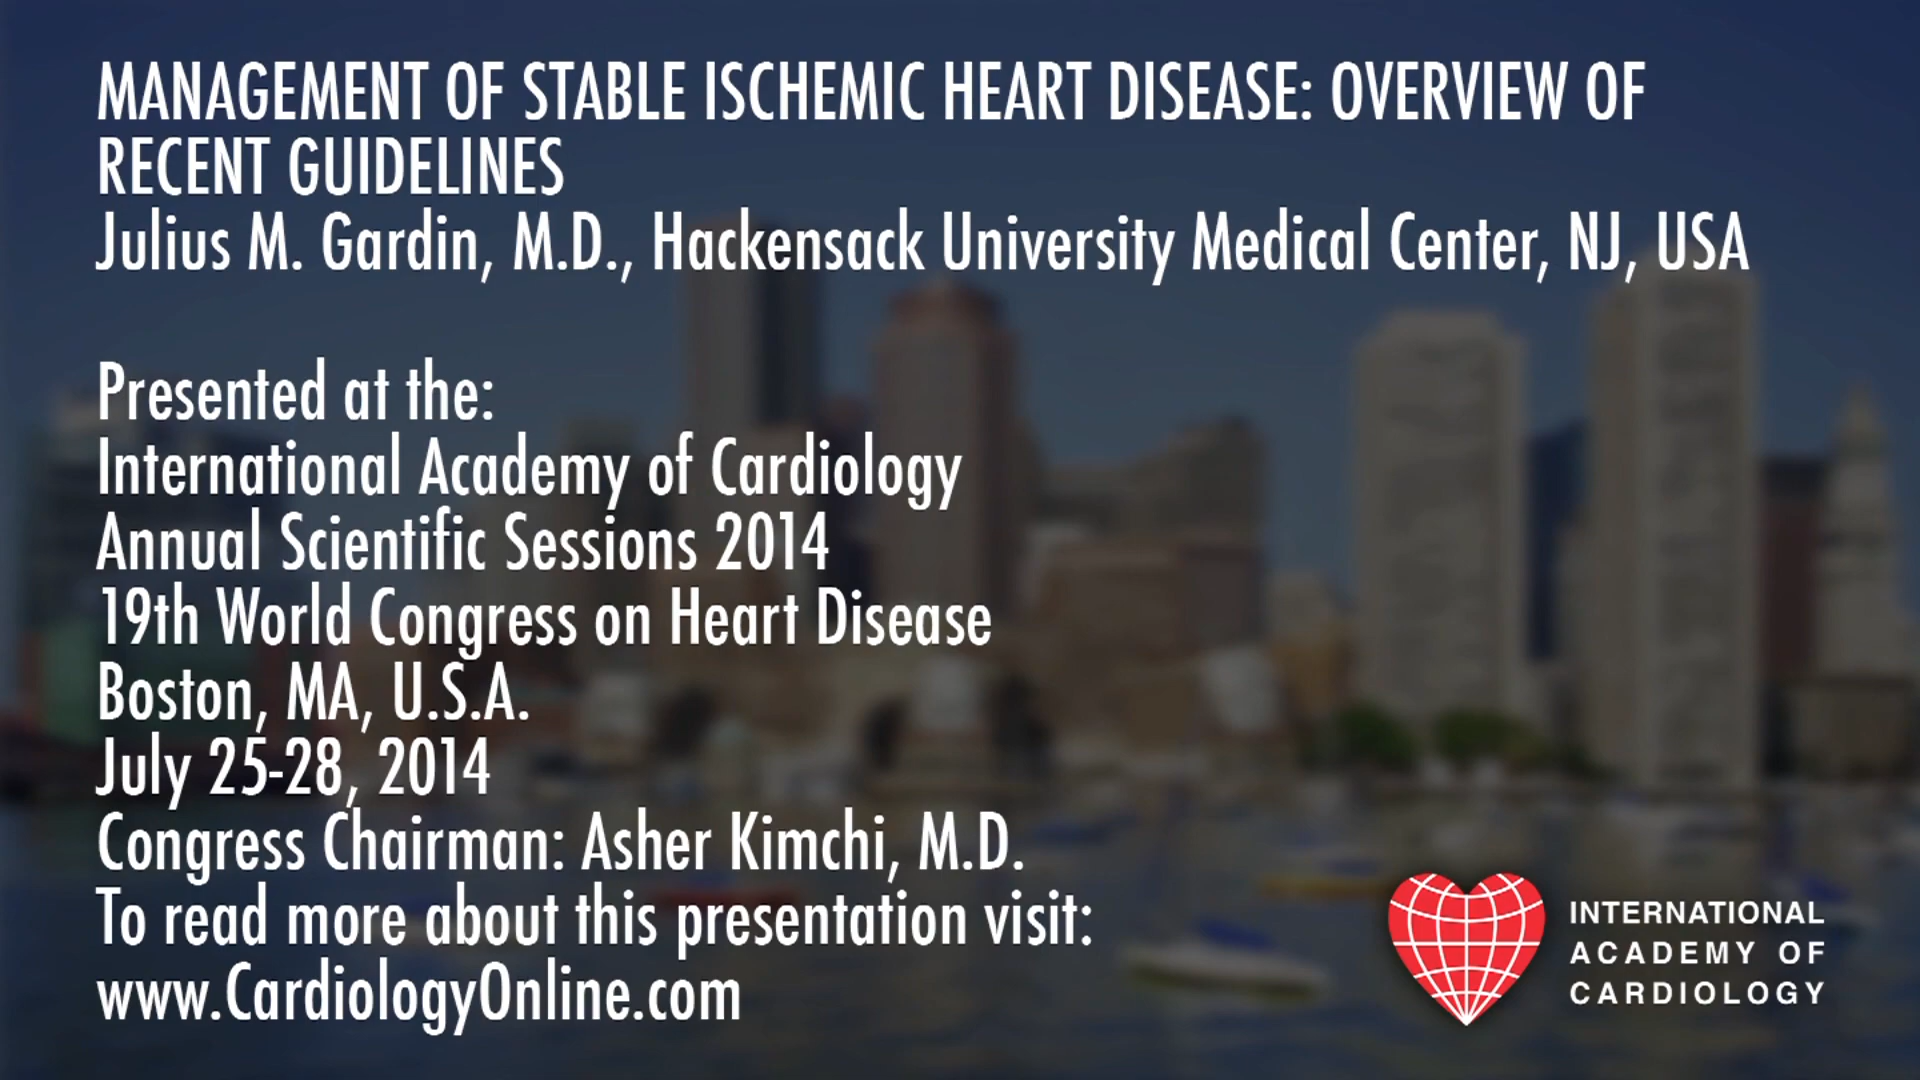 MANAGEMENT OF STABLE ISCHEMIC HEART DISEASE: OVERVIEW OF
RECENT GUIDELINES
Julius M. Gardin, M.D., Hackensack University Medical Center, NJ, USA
Presented at the:
International Academy of Cardiology
Annual Scientific Sessions 2014
19th World Congress on Heart Disease
Boston, MA, U.S.A.
July 25-28, 2014
Congress Chairman: Asher Kimchi, M.D.
To read more about this presentation visit:
www.CardiologyOnline.com
INTERNATIONAL
ACADEMY OF
CARDIOLOGY